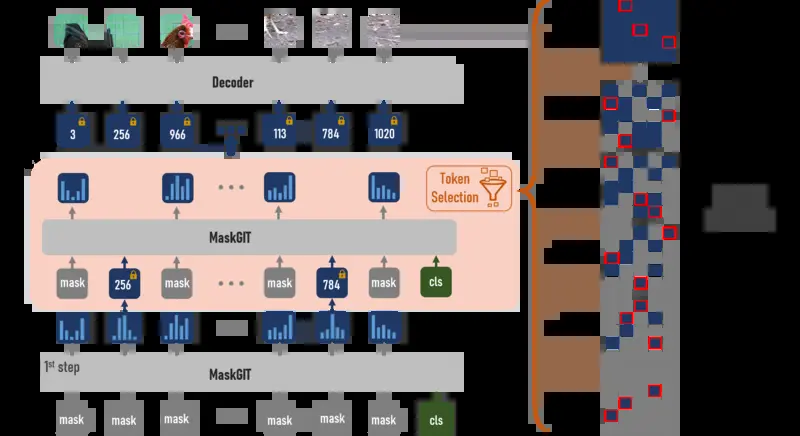 Decoder
3 256 966 113 784 1020
Token
Selection
MaskGIT
mask 256 mask mask 784 mask cls
1st step
MaskGIT
mask mask mask mask mask mask cls